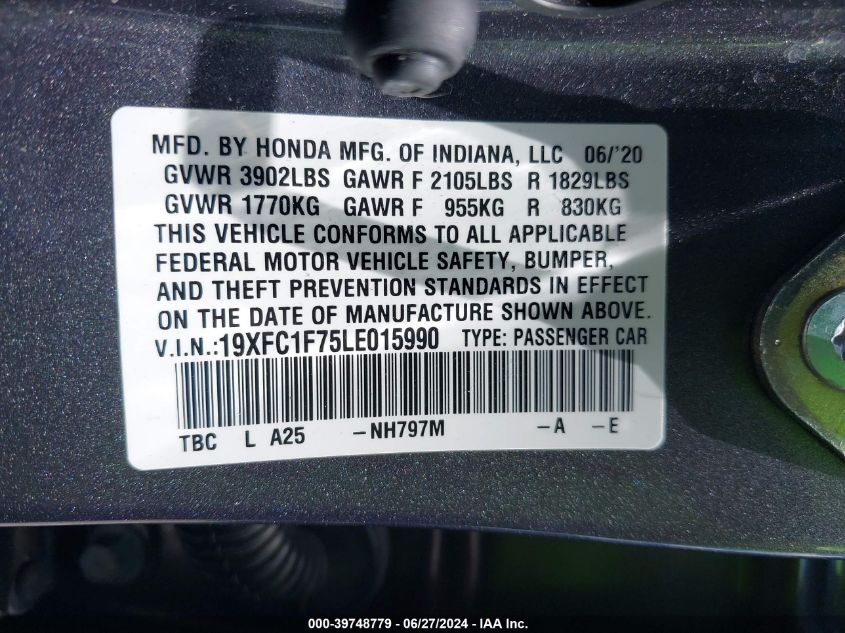 MFD. BY HONDA MFG. OF INDIANA, LLC 06/'20
GVWR 3902LBS GAWR F 2105LBS R 1829LBS
GVWR 1770KG GAWR F 955KG R 830KG
THIS VEHICLE CONFORMS TO ALL APPLICABLE
FEDERAL MOTOR VEHICLE SAFETY, BUMPER,
AND THEFT PREVENTION STANDARDS IN EFFECT
ON THE DATE OF MANUFACTURE SHOWN ABOVE.
V.I.N.:19XFC1F75LE015990 TYPE: PASSENGER CAR
TBC L A25 –NH797M –A –E
000-39748779 – 06/27/2024 – IAA Inc.